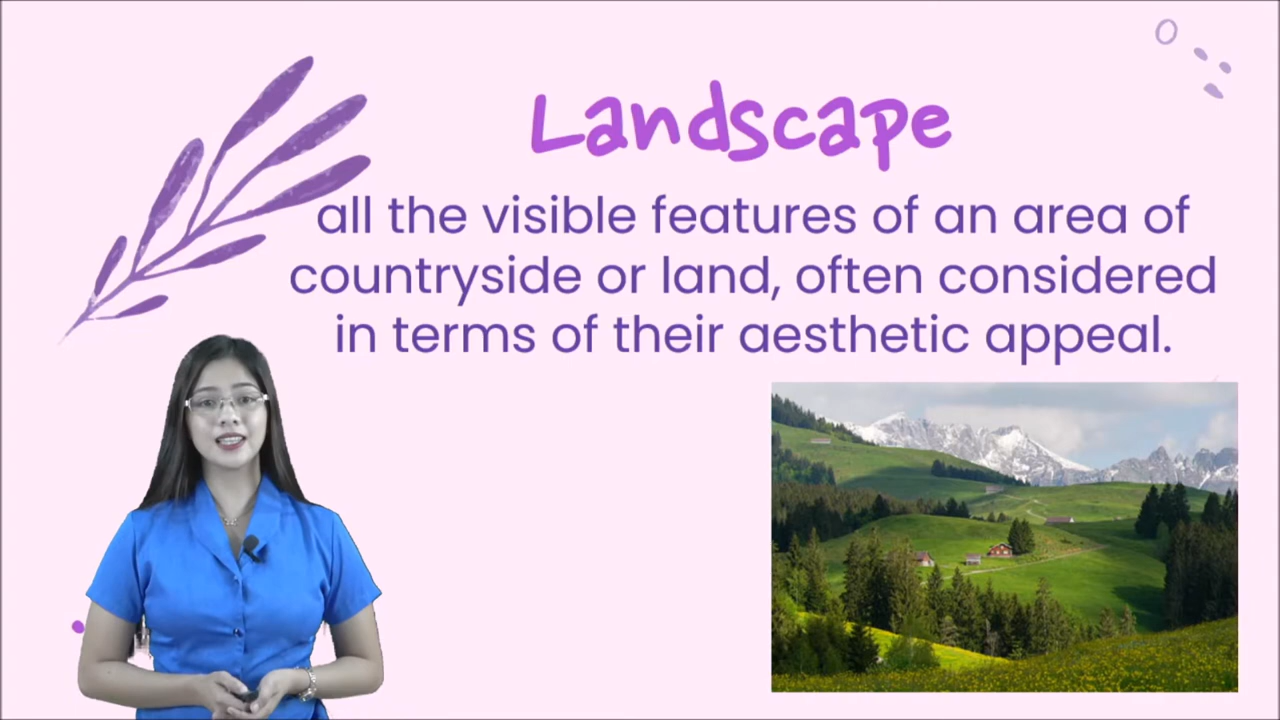 Landscape
all the visible features of an area of
countryside or land, often considered
in terms of their aesthetic appeal.